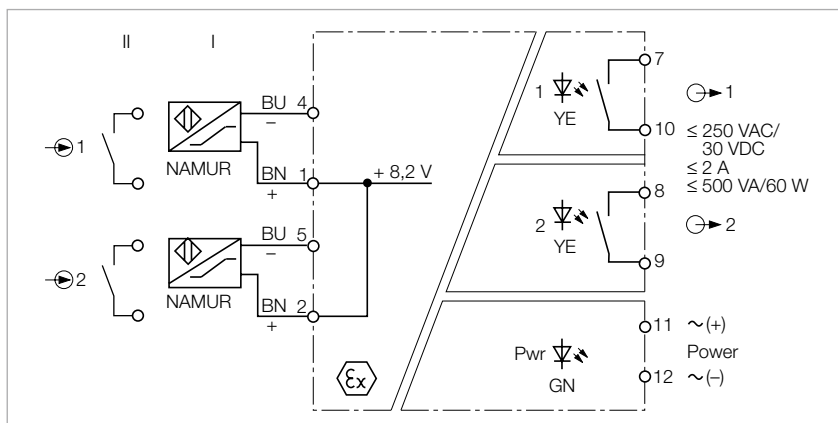 II I
BU 4
–
1
NAMUR
BN 1
+
+ 8,2 V
BU 5
–
2
NAMUR
BN 2
+
Ex
7
1
YE
1
10
≤ 250 VAC/
30 VDC
≤ 2 A
≤ 500 VA/60 W
8
2
YE
2
9
11 ~(+)
Pwr
Power
GN
12 ~(–)